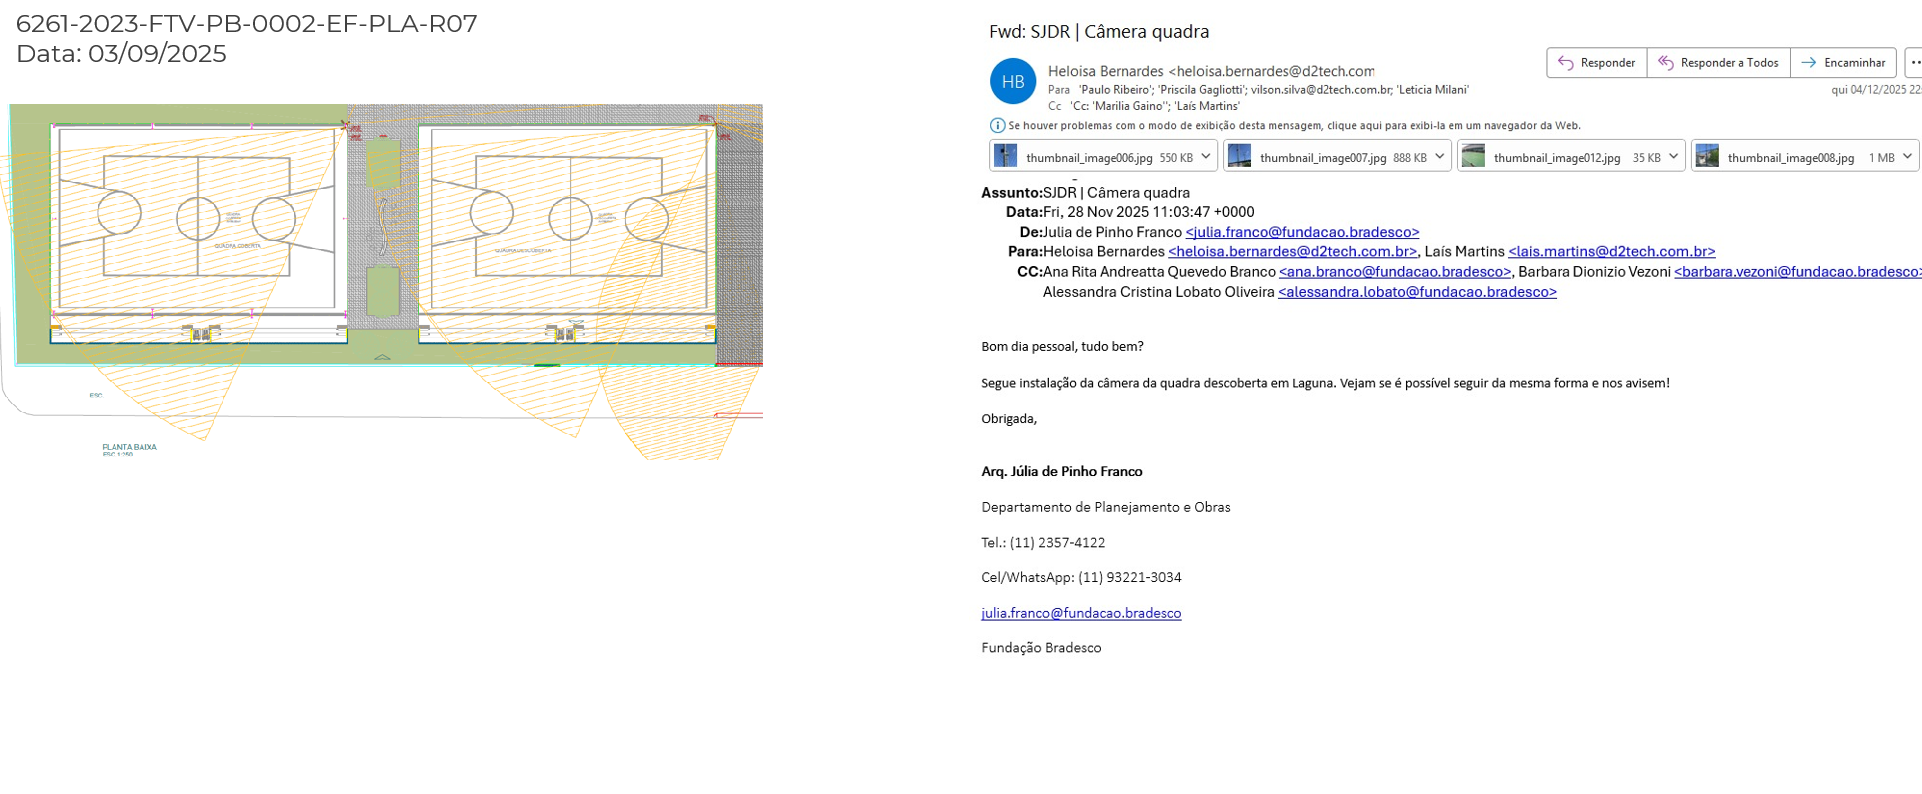 6261-2023-FTV-PB-0002-EF-PLA-R07
Data: 03/09/2025
QUADRA COBERTA
QUADRA DESCOBERTA
ESC
PLANTA BAIXA
ESC 1:250
Fwd: SJDR | Câmera quadra
HB
Heloisa Bernardes <heloisa.bernardes@d2tech.com
Para 'Paulo Ribeiro'; 'Priscila Gagliotti'; vilson.silva@d2tech.com.br; 'Leticia Milani'
Cc 'Cc: 'Marilia Gaino''; 'Laís Martins'
Responder
Responder a Todos
Encaminhar
qui 04/12/2025 22:
Se houver problemas com o modo de exibição desta mensagem, clique aqui para exibi-la em um navegador da Web.
thumbnail_image006.jpg 550 KB
thumbnail_image007.jpg 888 KB
thumbnail_image012.jpg 35 KB
thumbnail_image008.jpg 1 MB
Assunto:SJDR | Câmera quadra
Data:Fri, 28 Nov 2025 11:03:47 +0000
De:Julia de Pinho Franco <julia.franco@fundacao.bradesco>
Para:Heloisa Bernardes <heloisa.bernardes@d2tech.com.br>, Laís Martins <lais.martins@d2tech.com.br>
CC:Ana Rita Andreatta Quevedo Branco <ana.branco@fundacao.bradesco>, Barbara Dionizio Vezoni <barbara.vezoni@fundacao.bradesco>
Alessandra Cristina Lobato Oliveira <alessandra.lobato@fundacao.bradesco>
Bom dia pessoal, tudo bem?
Segue instalação da câmera da quadra descoberta em Laguna. Vejam se é possível seguir da mesma forma e nos avisem!
Obrigada,
Arq. Júlia de Pinho Franco
Departamento de Planejamento e Obras
Tel.: (11) 2357-4122
Cel/WhatsApp: (11) 93221-3034
julia.franco@fundacao.bradesco
Fundação Bradesco